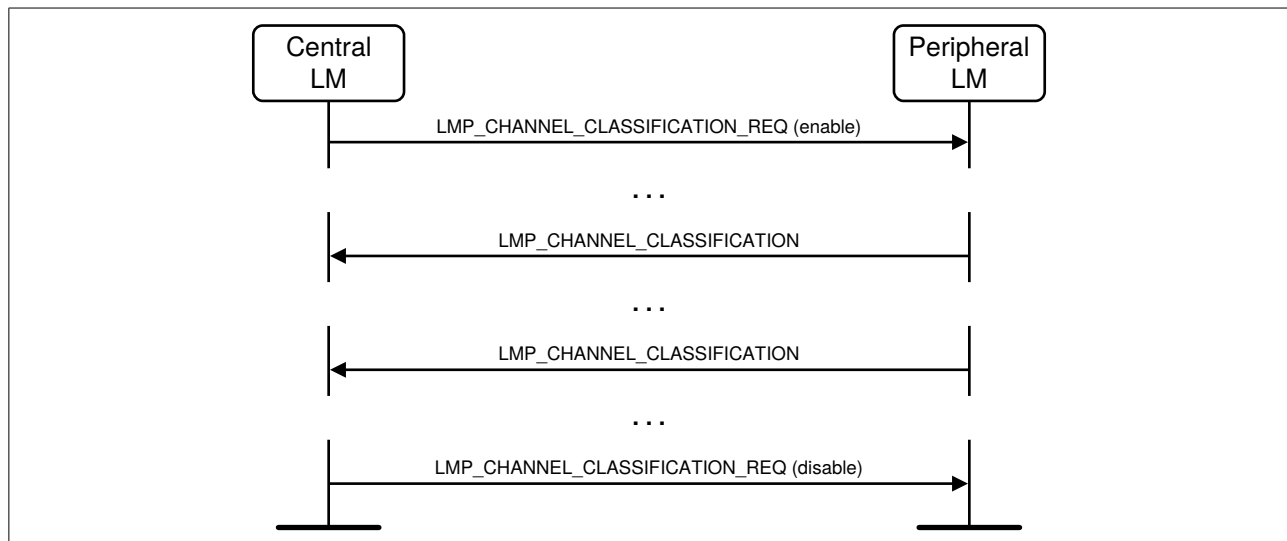 Central
LM
Peripheral
LM
LMP_CHANNEL_CLASSIFICATION_REQ (enable)
...
LMP_CHANNEL_CLASSIFICATION
...
LMP_CHANNEL_CLASSIFICATION
...
LMP_CHANNEL_CLASSIFICATION_REQ (disable)